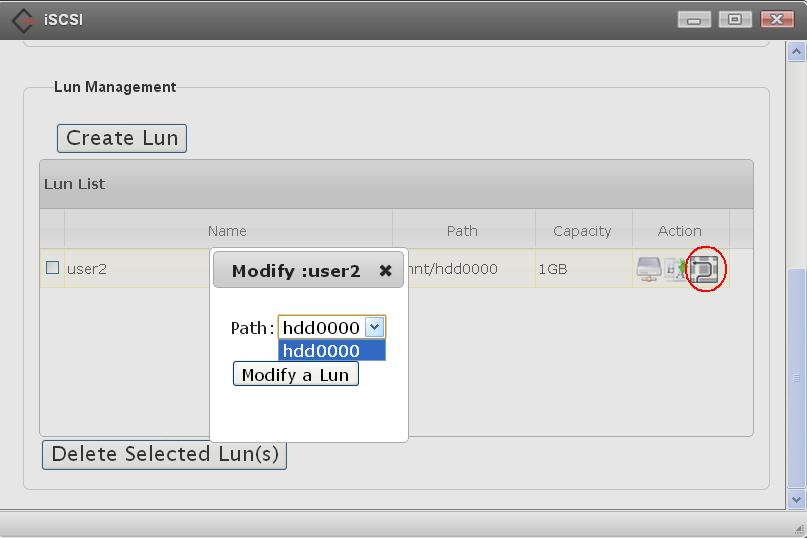 iSCSI
Lun Management
Create Lun
Lun List
Name Path Capacity Action
user2 mnt/hdd0000 1GB
Modify :user2 ✖
Path: hdd0000
hdd0000
Modify a Lun
Delete Selected Lun(s)